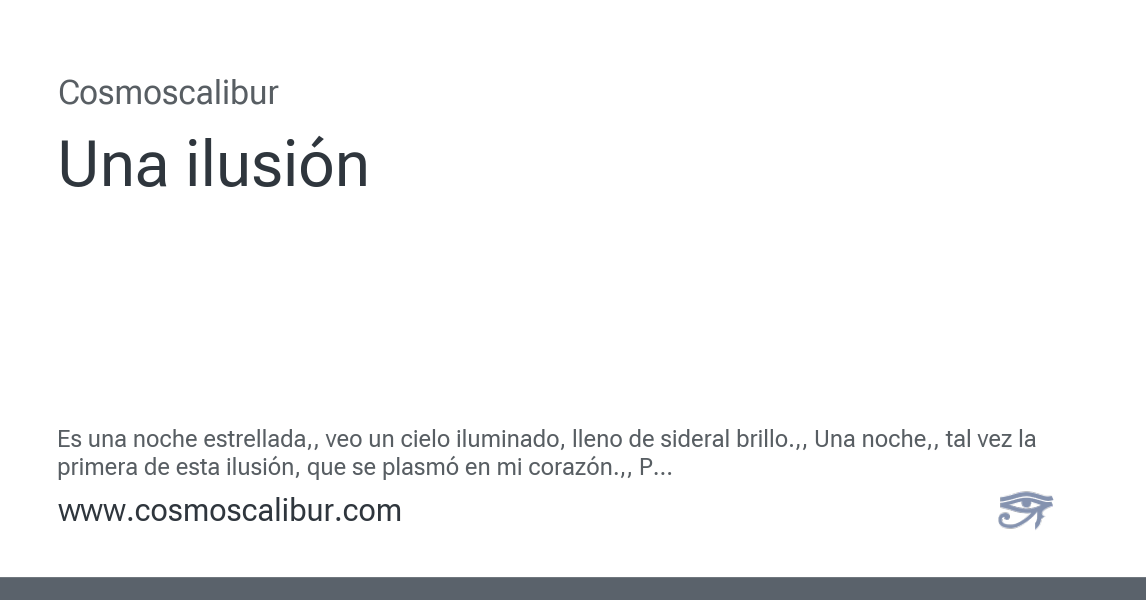 Cosmoscalibur
Una ilusión
Es una noche estrellada,, veo un cielo iluminado, lleno de sideral brillo.,, Una noche,, tal vez la
primera de esta ilusión, que se plasmó en mi corazón.,, P...
www.cosmoscalibur.com